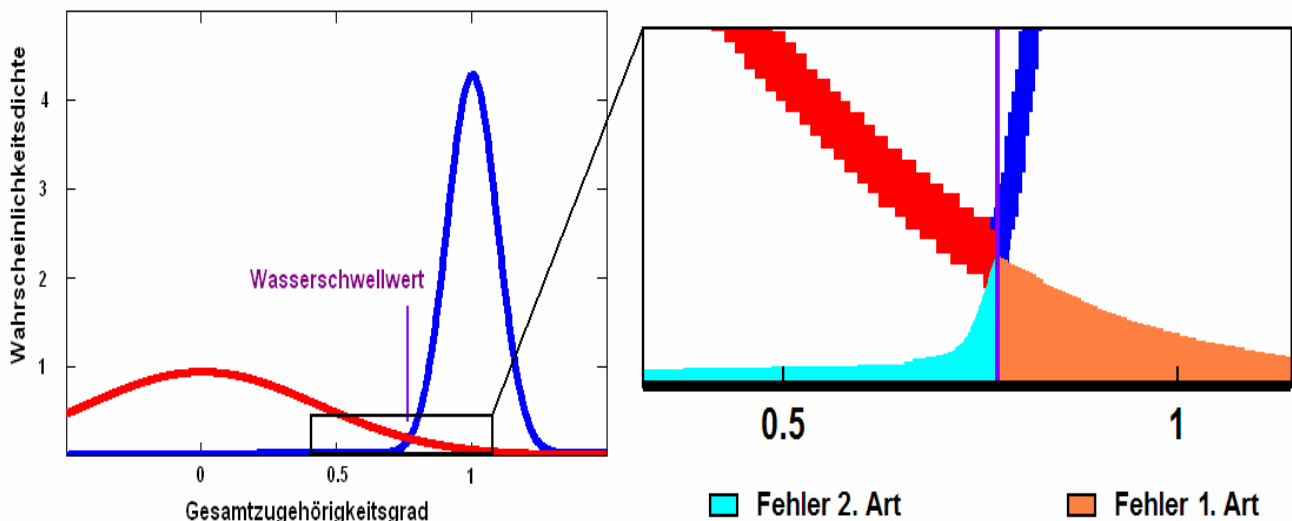 Wahrscheinlichkeitsdichte
4
3
2
1
Wasserschwellwert
0
0.5
1
Gesamtzugehörigkeitsgrad
0.5
1
Fehler 2. Art
Fehler 1. Art